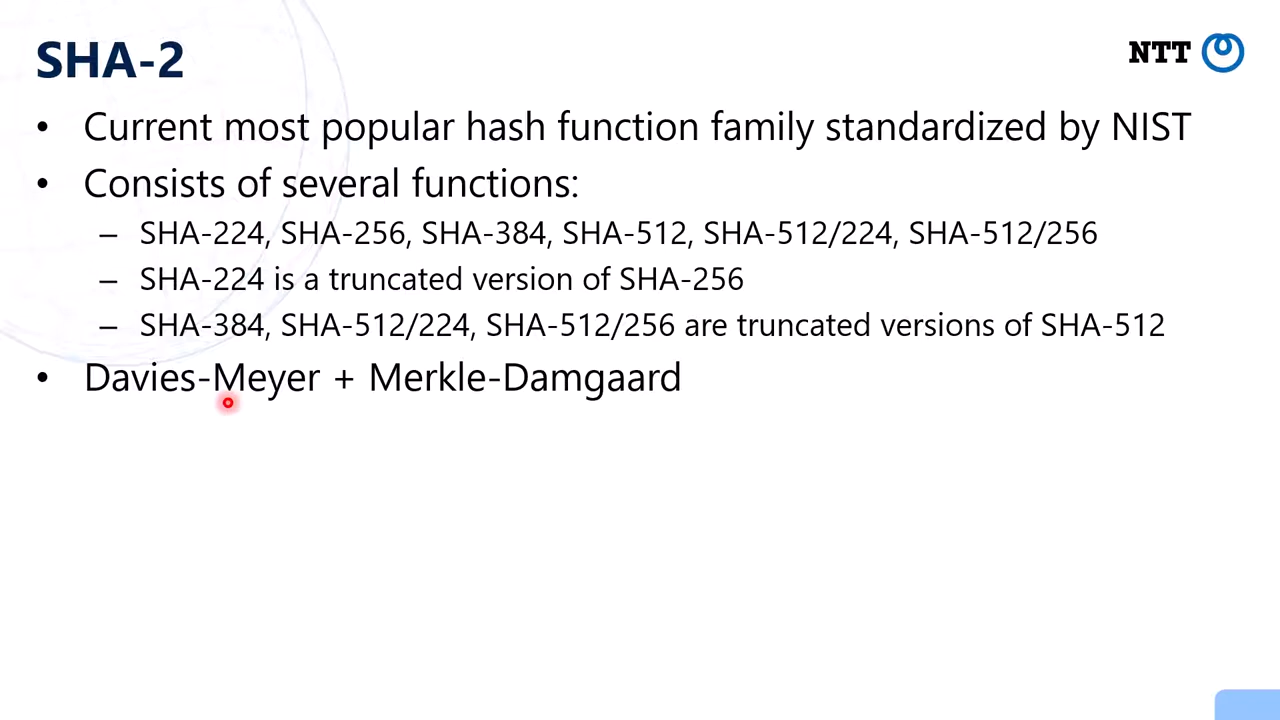 SHA-2
NTT
• Current most popular hash function family standardized by NIST
• Consists of several functions:
– SHA-224, SHA-256, SHA-384, SHA-512, SHA-512/224, SHA-512/256
– SHA-224 is a truncated version of SHA-256
– SHA-384, SHA-512/224, SHA-512/256 are truncated versions of SHA-512
• Davies-Meyer + Merkle-Damgaard